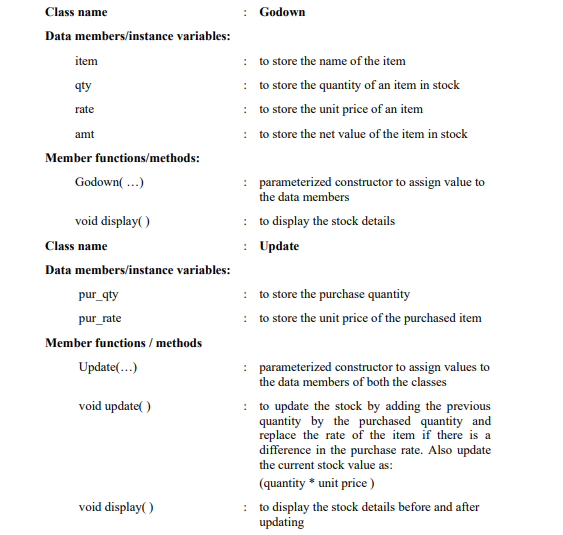 Class name : Godown
Data members/instance variables:
item : to store the name of the item
qty : to store the quantity of an item in stock
rate : to store the unit price of an item
amt : to store the net value of the item in stock
Member functions/methods:
Godown( …) : parameterized constructor to assign value to
the data members
void display( ) : to display the stock details
Class name : Update
Data members/instance variables:
pur_qty : to store the purchase quantity
pur_rate : to store the unit price of the purchased item
Member functions / methods
Update(…) : parameterized constructor to assign values to
the data members of both the classes
void update( ) : to update the stock by adding the previous
quantity by the purchased quantity and
replace the rate of the item if there is a
difference in the purchase rate. Also update
the current stock value as:
(quantity * unit price )
void display( ) : to display the stock details before and after
updating